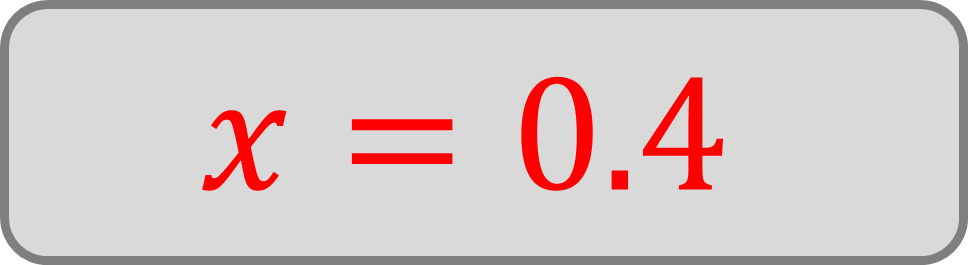 x = 0.4